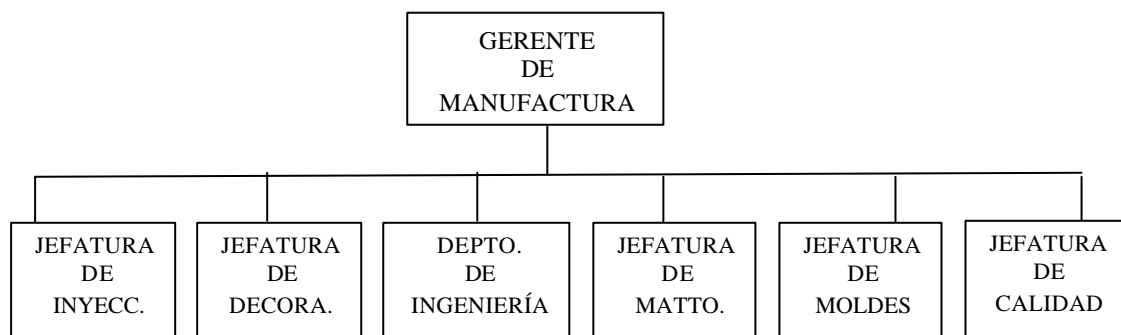 GERENTE
DE
MANUFACTURA
JEFATURA
DE
INYECC.
JEFATURA
DE
DECORA.
DEPTO.
DE
INGENIERÍA
JEFATURA
DE
MATTO.
JEFATURA
DE
MOLDES
JEFATURA
DE
CALIDAD